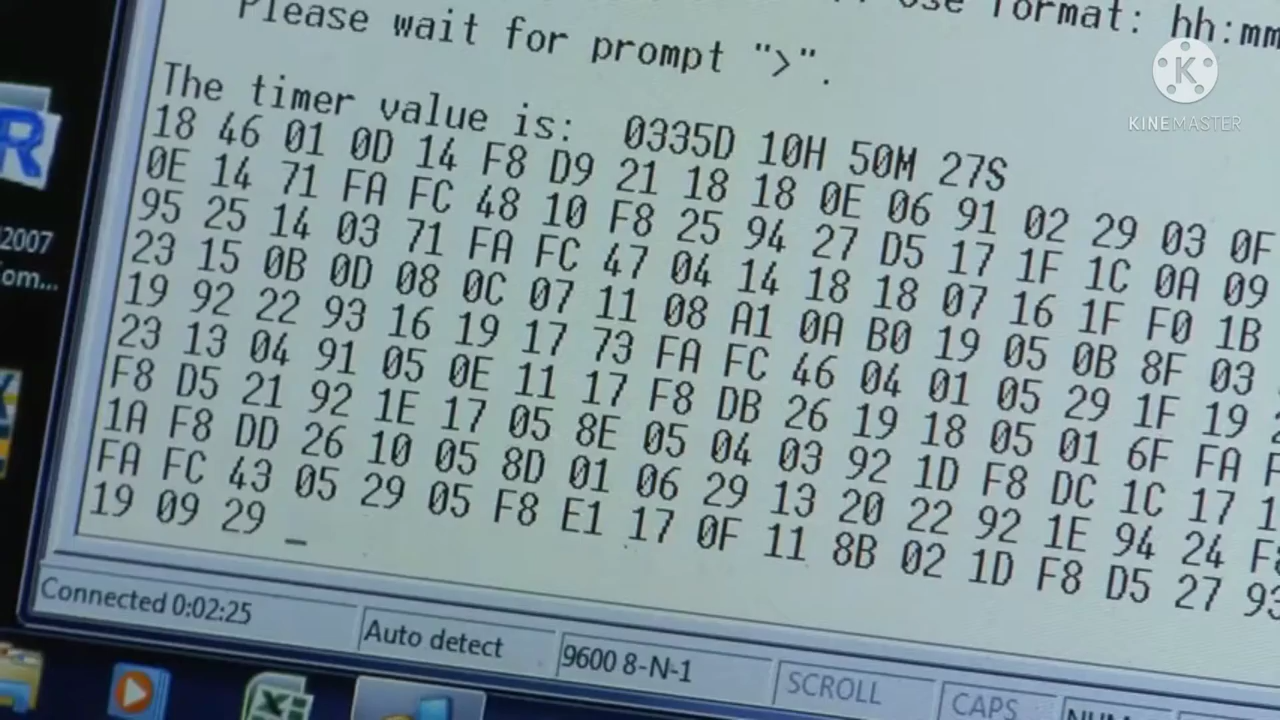 Use format: hh:mm
Please wait for prompt ">".
The timer value is: 0335D 10H 50M 27S
18 46 01 0D 14 F8 D9 21 18 18 0E 06 91 02 29 03 0F
0E 14 71 FA FC 48 10 F8 25 94 27 D5 17 1F 1C 0A 09
95 25 14 03 71 FA FC 47 04 14 18 18 07 16 1F F0 1B
23 15 0B 0D 08 0C 07 11 08 A1 0A B0 19 05 0B 8F 03
19 92 22 93 16 19 17 73 FA FC 46 04 01 05 29 1F 19
23 13 04 91 05 0E 11 17 F8 DB 26 19 18 05 01 6F FA
F8 D5 21 92 1E 17 05 8E 05 04 03 92 1D F8 DC 1C 17
1A F8 DD 26 10 05 8D 01 06 29 13 20 22 92 1E 94 24
FA FC 43 05 29 05 F8 E1 17 0F 11 8B 02 1D F8 D5 27 93
19 09 29 _
Connected 0:02:25
Auto detect
9600 8-N-1
SCROLL
CAPS
NUM
2007
om...
R
K
KINEMASTER